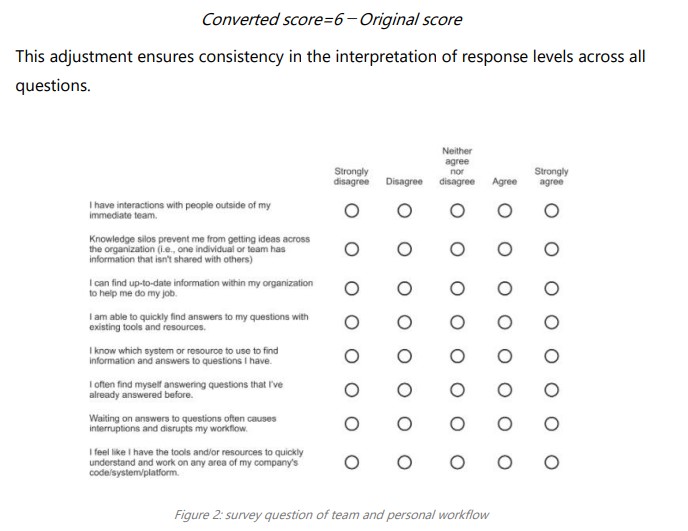 Converted score=6－Original score
This adjustment ensures consistency in the interpretation of response levels across all
questions.
Strongly
disagree
Disagree
Neither
agree
nor
disagree
Agree
Strongly
agree
I have interactions with people outside of my
immediate team.
Knowledge silos prevent me from getting ideas across
the organization (i.e., one individual or team has
information that isn't shared with others)
I can find up-to-date information within my organization
to help me do my job.
I am able to quickly find answers to my questions with
existing tools and resources.
I know which system or resource to use to find
information and answers to questions I have.
I often find myself answering questions that I've
already answered before.
Waiting on answers to questions often causes
interruptions and disrupts my workflow.
I feel like I have the tools and/or resources to quickly
understand and work on any area of my company's
code/system/platform.
Figure 2: survey question of team and personal workflow